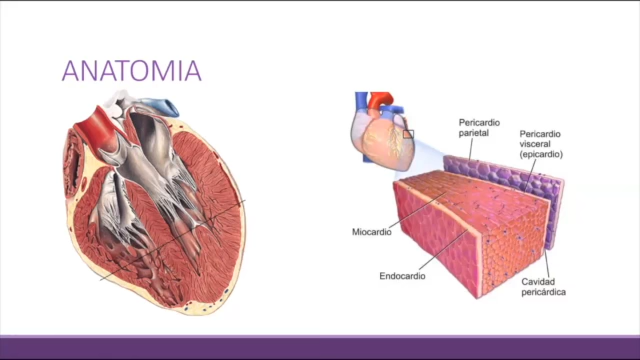 ANATOMIA
Pericardio
parietal
Pericardio
visceral
(epicardio)
Miocardio
Endocardio
Cavidad
pericárdica